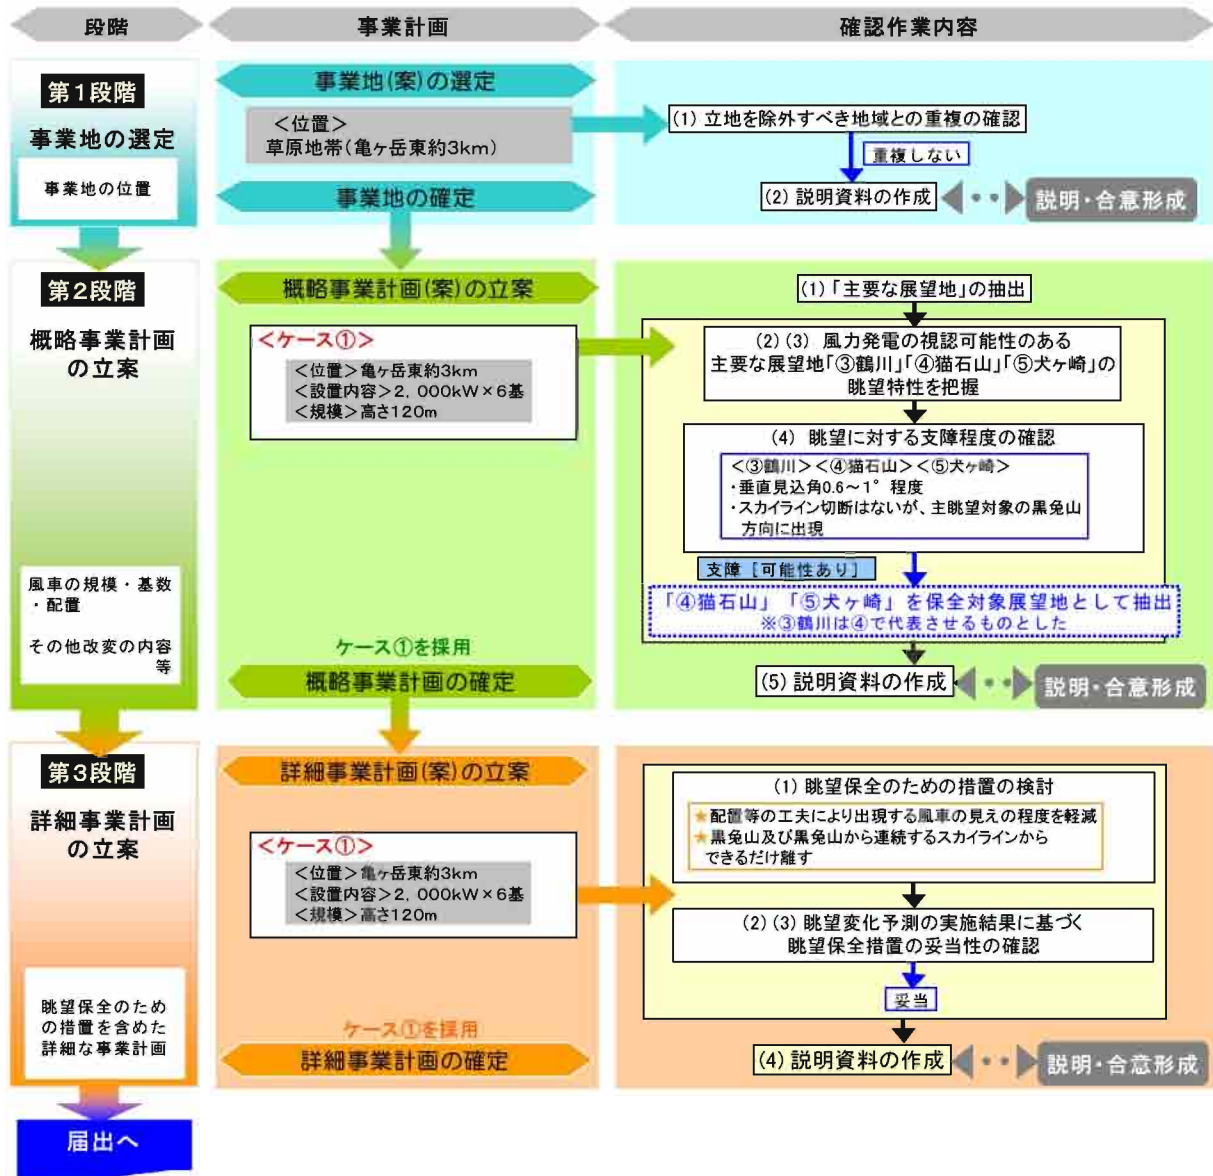 段階
事業計画
確認作業内容
第1段階
事業地の選定
事業地の位置
事業地(案)の選定
<位置>
草原地帯(亀ヶ岳東約3km)
事業地の確定
(1) 立地を除外すべき地域との重複の確認
重複しない
(2) 説明資料の作成
説明・合意形成
第2段階
概略事業計画
の立案
風車の規模・基数
・配置
その他改変の内容
等
概略事業計画(案)の立案
<ケース①>
<位置>亀ヶ岳東約3km
<設置内容>2,000kW×6基
<規模>高さ120m
ケース①を採用
概略事業計画の確定
(1)「主要な展望地」の抽出
(2)(3) 風力発電の視認可能性のある
主要な展望地「③鶴川」「④猫石山」「⑤犬ヶ崎」の
眺望特性を把握
(4) 眺望に対する支障程度の確認
<③鶴川><④猫石山><⑤犬ヶ崎>
・垂直見込角0.6～1°程度
・スカイライン切断はないが、主眺望対象の黒兎山
方向に出現
支障［可能性あり］
「④猫石山」「⑤犬ヶ崎」を保全対象展望地として抽出
※③鶴川は④で代表させるものとした
(5) 説明資料の作成
説明・合意形成
第3段階
詳細事業計画
の立案
眺望保全のため
の措置を含めた
詳細な事業計画
詳細事業計画(案)の立案
<ケース①>
<位置>亀ヶ岳東約3km
<設置内容>2,000kW×6基
<規模>高さ120m
ケース①を採用
詳細事業計画の確定
(1) 眺望保全のための措置の検討
★配置等の工夫により出現する風車の見えの程度を軽減
★黒兎山及び黒兎山から連続するスカイラインから
できるだけ離す
(2)(3) 眺望変化予測の実施結果に基づく
眺望保全措置の妥当性の確認
妥当
(4) 説明資料の作成
説明・合意形成
届出へ